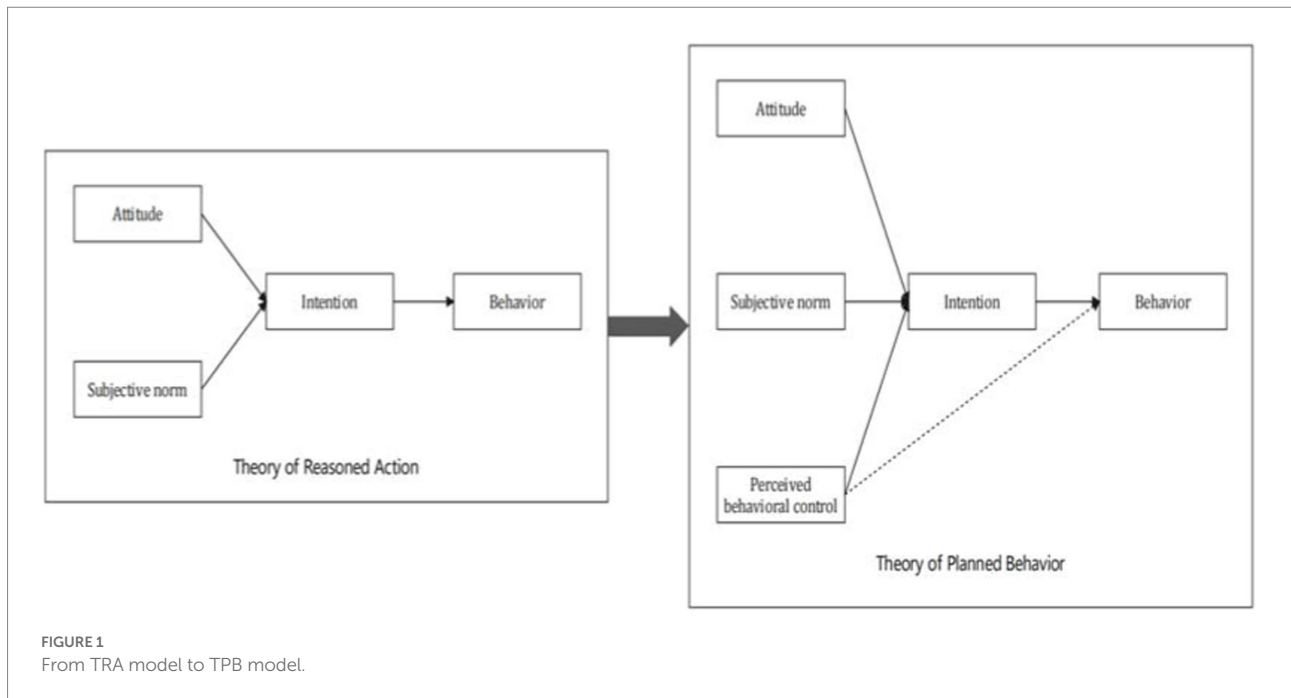 Attitude
Subjective norm
Intention
Behavior
Theory of Reasoned Action
Attitude
Subjective norm
Intention
Behavior
Perceived
behavioral control
Theory of Planned Behavior
FIGURE 1
From TRA model to TPB model.